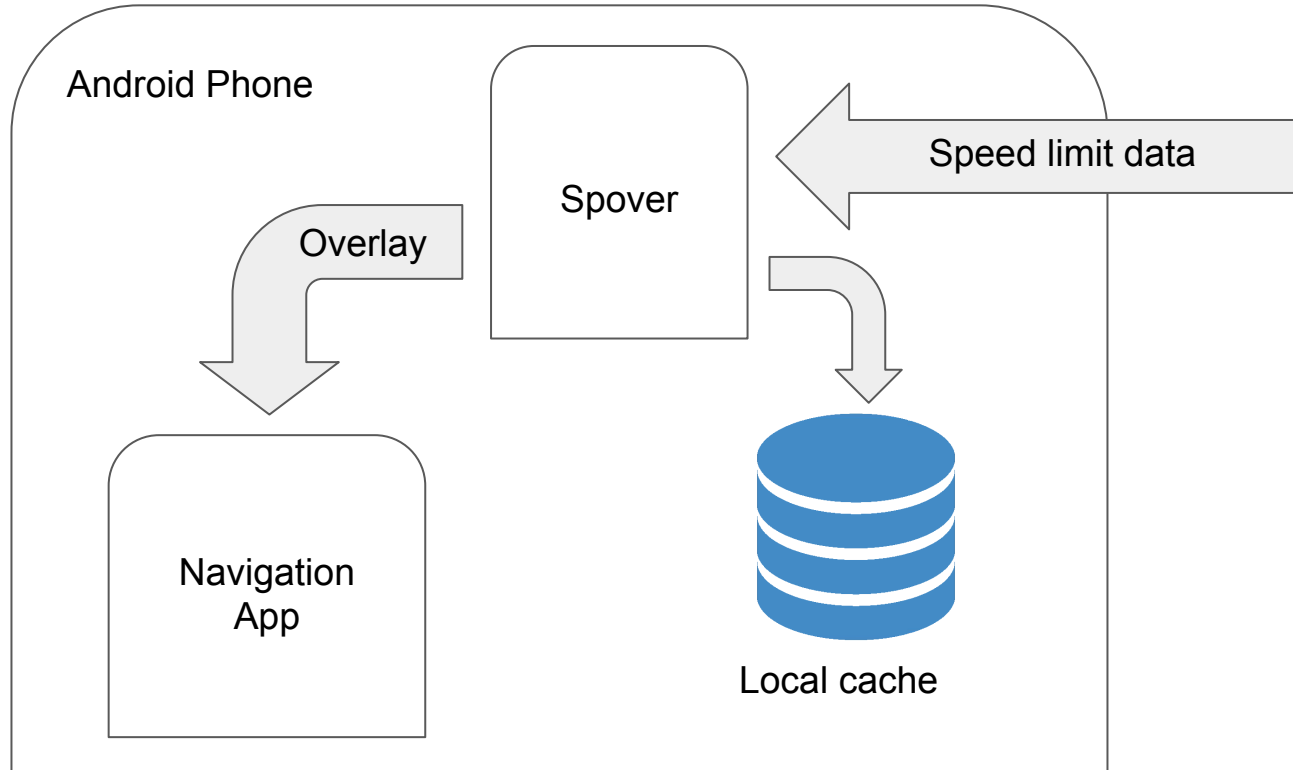 Android Phone
Speed limit data
Spover
Overlay
Navigation
App
Local cache